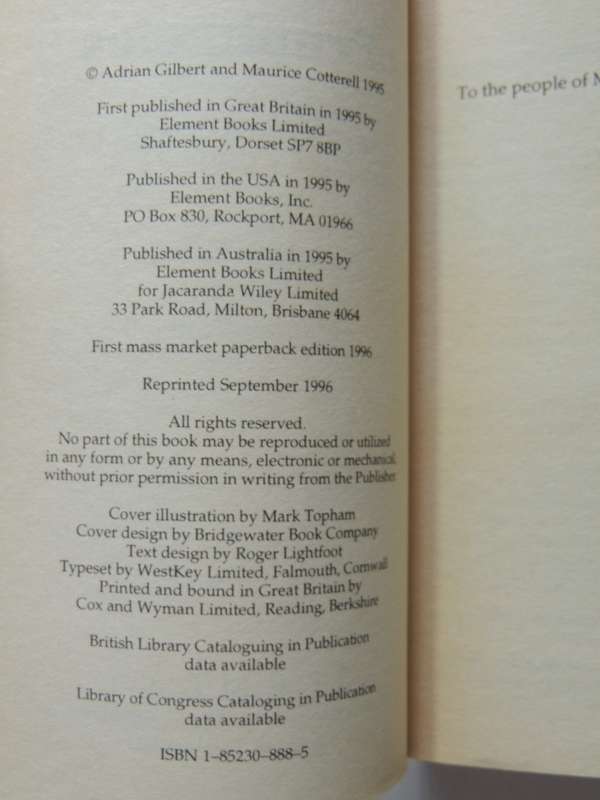 © Adrian Gilbert and Maurice Cotterell 1995
First published in Great Britain in 1995 by
Element Books Limited
Shaftesbury, Dorset SP7 8BP
Published in the USA in 1995 by
Element Books, Inc.
PO Box 830, Rockport, MA 01966
Published in Australia in 1995 by
Element Books Limited
for Jacaranda Wiley Limited
33 Park Road, Milton, Brisbane 4064
First mass market paperback edition 1996
Reprinted September 1996
All rights reserved.
No part of this book may be reproduced or utilized
in any form or by any means, electronic or mechanical,
without prior permission in writing from the Publisher
Cover illustration by Mark Topham
Cover design by Bridgewater Book Company
Text design by Roger Lightfoot
Typeset by WestKey Limited, Falmouth, Cornwall
Printed and bound in Great Britain by
Cox and Wyman Limited, Reading, Berkshire
British Library Cataloguing in Publication
data available
Library of Congress Cataloging in Publication
data available
ISBN 1–85230–888–5
To the people of